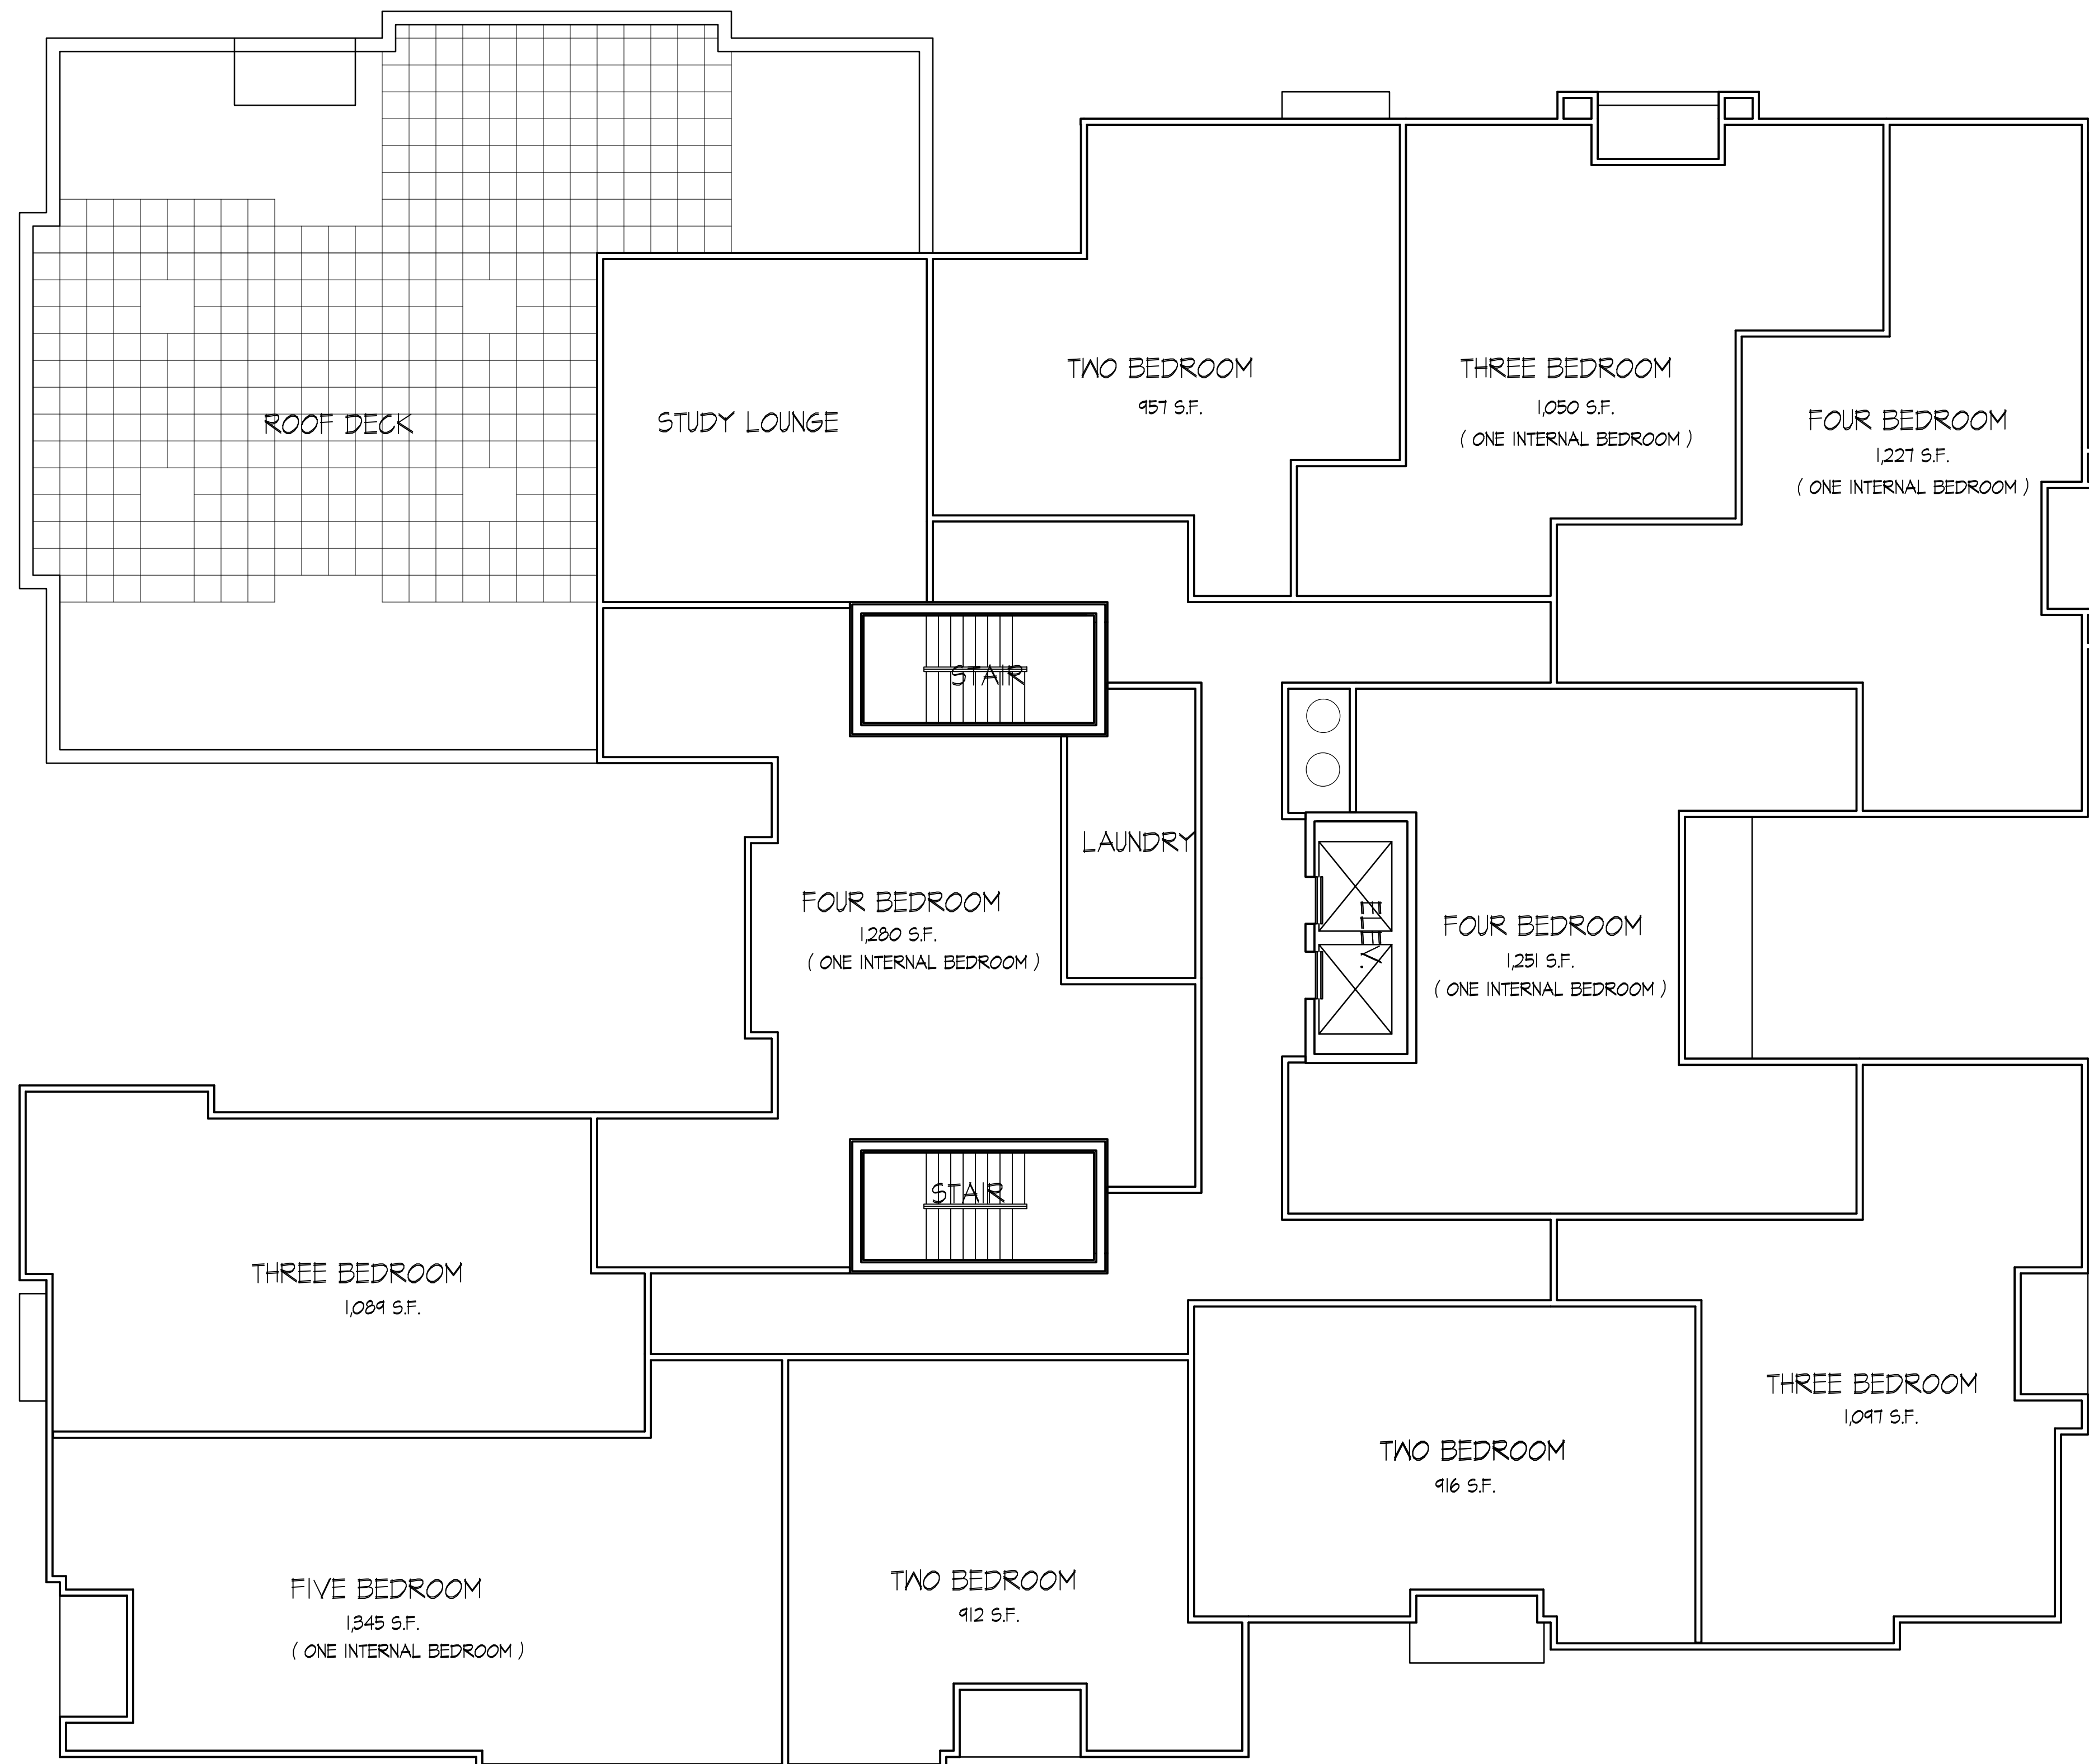 TWO BEDROOM
957 S.F.
THREE BEDROOM
1,050 S.F.
( ONE INTERNAL BEDROOM )
FOUR BEDROOM
1,227 S.F.
( ONE INTERNAL BEDROOM )
ROOF DECK
STUDY LOUNGE
STAIR
LAUNDRY
FOUR BEDROOM
1,280 S.F.
( ONE INTERNAL BEDROOM )
ELEV.
FOUR BEDROOM
1,251 S.F.
( ONE INTERNAL BEDROOM )
STAIR
THREE BEDROOM
1,089 S.F.
THREE BEDROOM
1,097 S.F.
TWO BEDROOM
916 S.F.
FIVE BEDROOM
1,345 S.F.
( ONE INTERNAL BEDROOM )
TWO BEDROOM
912 S.F.